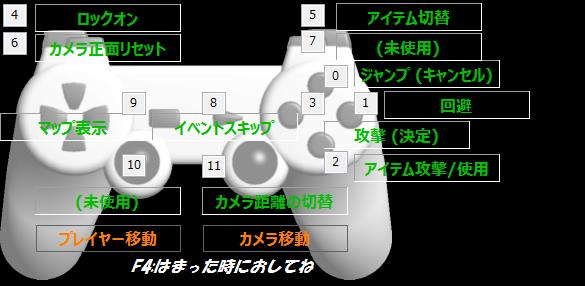 4 ロックオン
5 アイテム切替
6 カメラ正面リセット
7 (未使用)
0 ジャンプ (キャンセル)
9 8 3 1 回避
マップ表示 イベントスキップ 攻撃 (決定)
10 11 2 アイテム攻撃/使用
(未使用) カメラ距離の切替
プレイヤー移動 カメラ移動
F4:はまった時におしてね